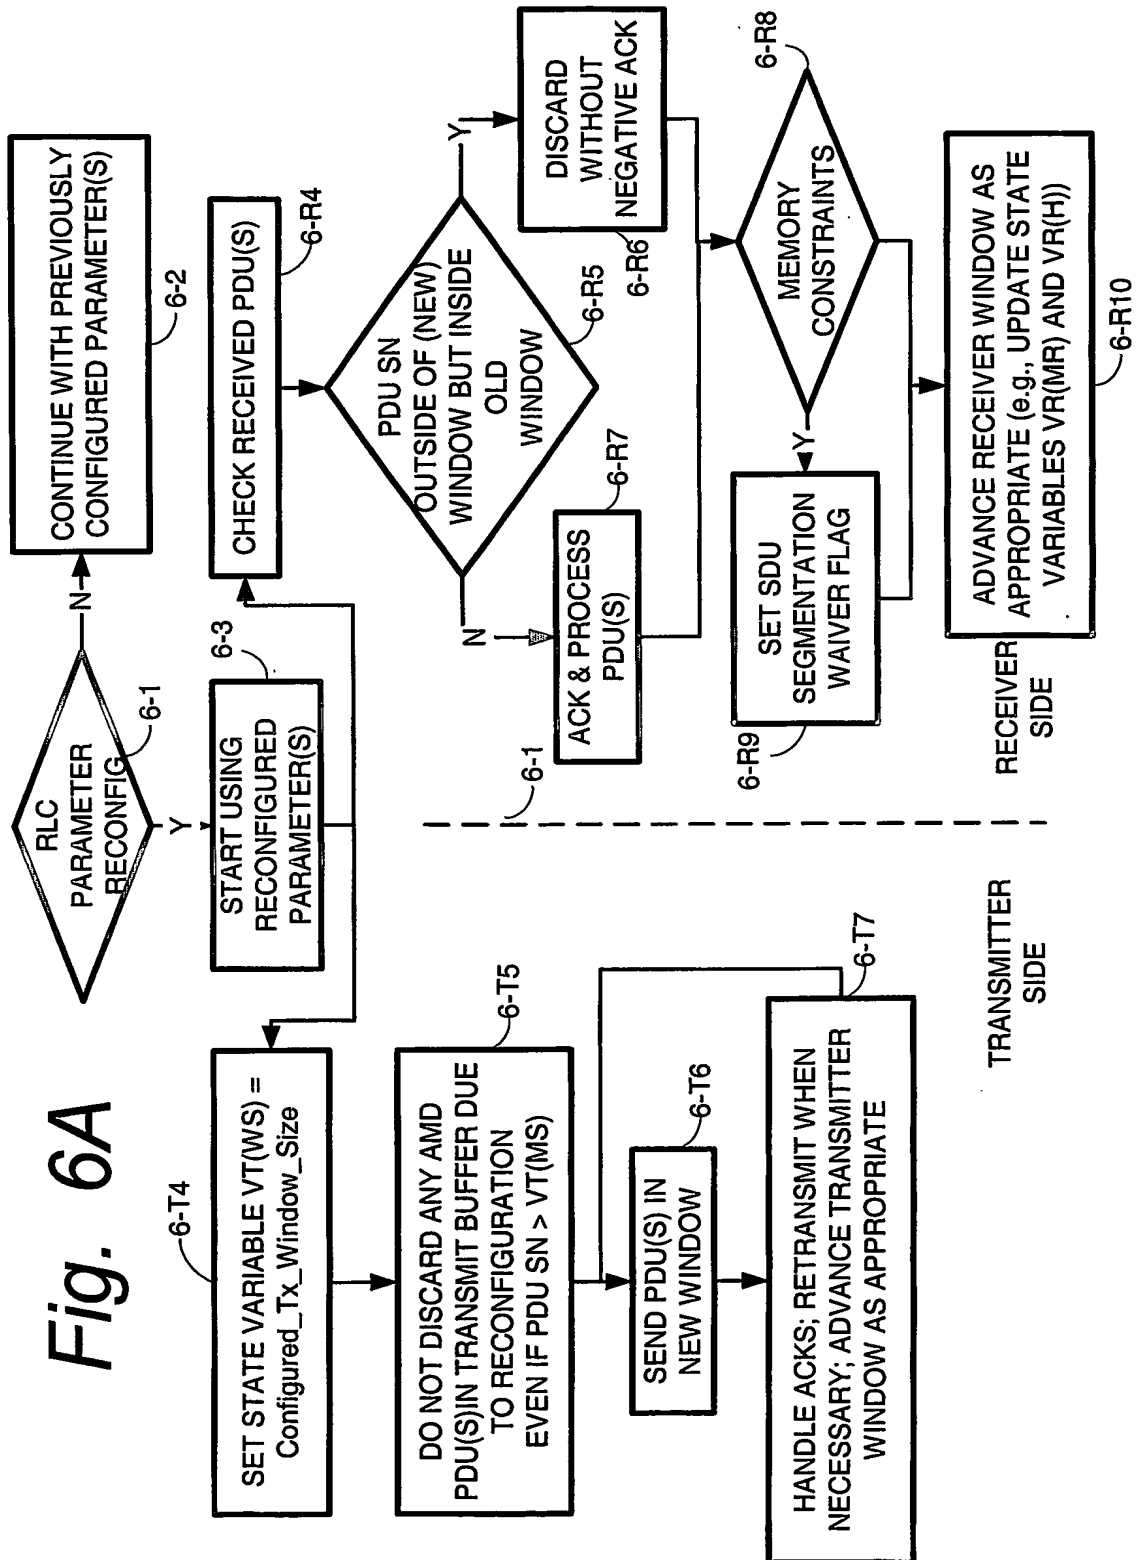 Fig. 6A
RLC
PARAMETER
RECONFIG
6-1
N
Y
CONTINUE WITH PREVIOUSLY
CONFIGURED PARAMETER(S)
6-2
START USING
RECONFIGURED
PARAMETER(S)
6-3
SET STATE VARIABLE VT(WS) =
Configured_Tx_Window_Size
6-T4
DO NOT DISCARD ANY AMD
PDU(S)IN TRANSMIT BUFFER DUE
TO RECONFIGURATION
EVEN IF PDU SN > VT(MS)
6-T5
SEND PDU(S) IN
NEW WINDOW
6-T6
HANDLE ACKS; RETRANSMIT WHEN
NECESSARY; ADVANCE TRANSMITTER
WINDOW AS APPROPRIATE
6-T7
TRANSMITTER
SIDE
6-1
CHECK RECEIVED PDU(S)
6-R4
PDU SN
OUTSIDE OF (NEW)
WINDOW BUT INSIDE
OLD
WINDOW
6-R5
N
Y
DISCARD
WITHOUT
NEGATIVE ACK
6-R6
ACK & PROCESS
PDU(S)
6-R7
MEMORY
CONSTRAINTS
6-R8
Y
SET SDU
SEGMENTATION
WAIVER FLAG
6-R9
ADVANCE RECEIVER WINDOW AS
APPROPRIATE (e.g., UPDATE STATE
VARIABLES VR(MR) AND VR(H))
6-R10
RECEIVER
SIDE